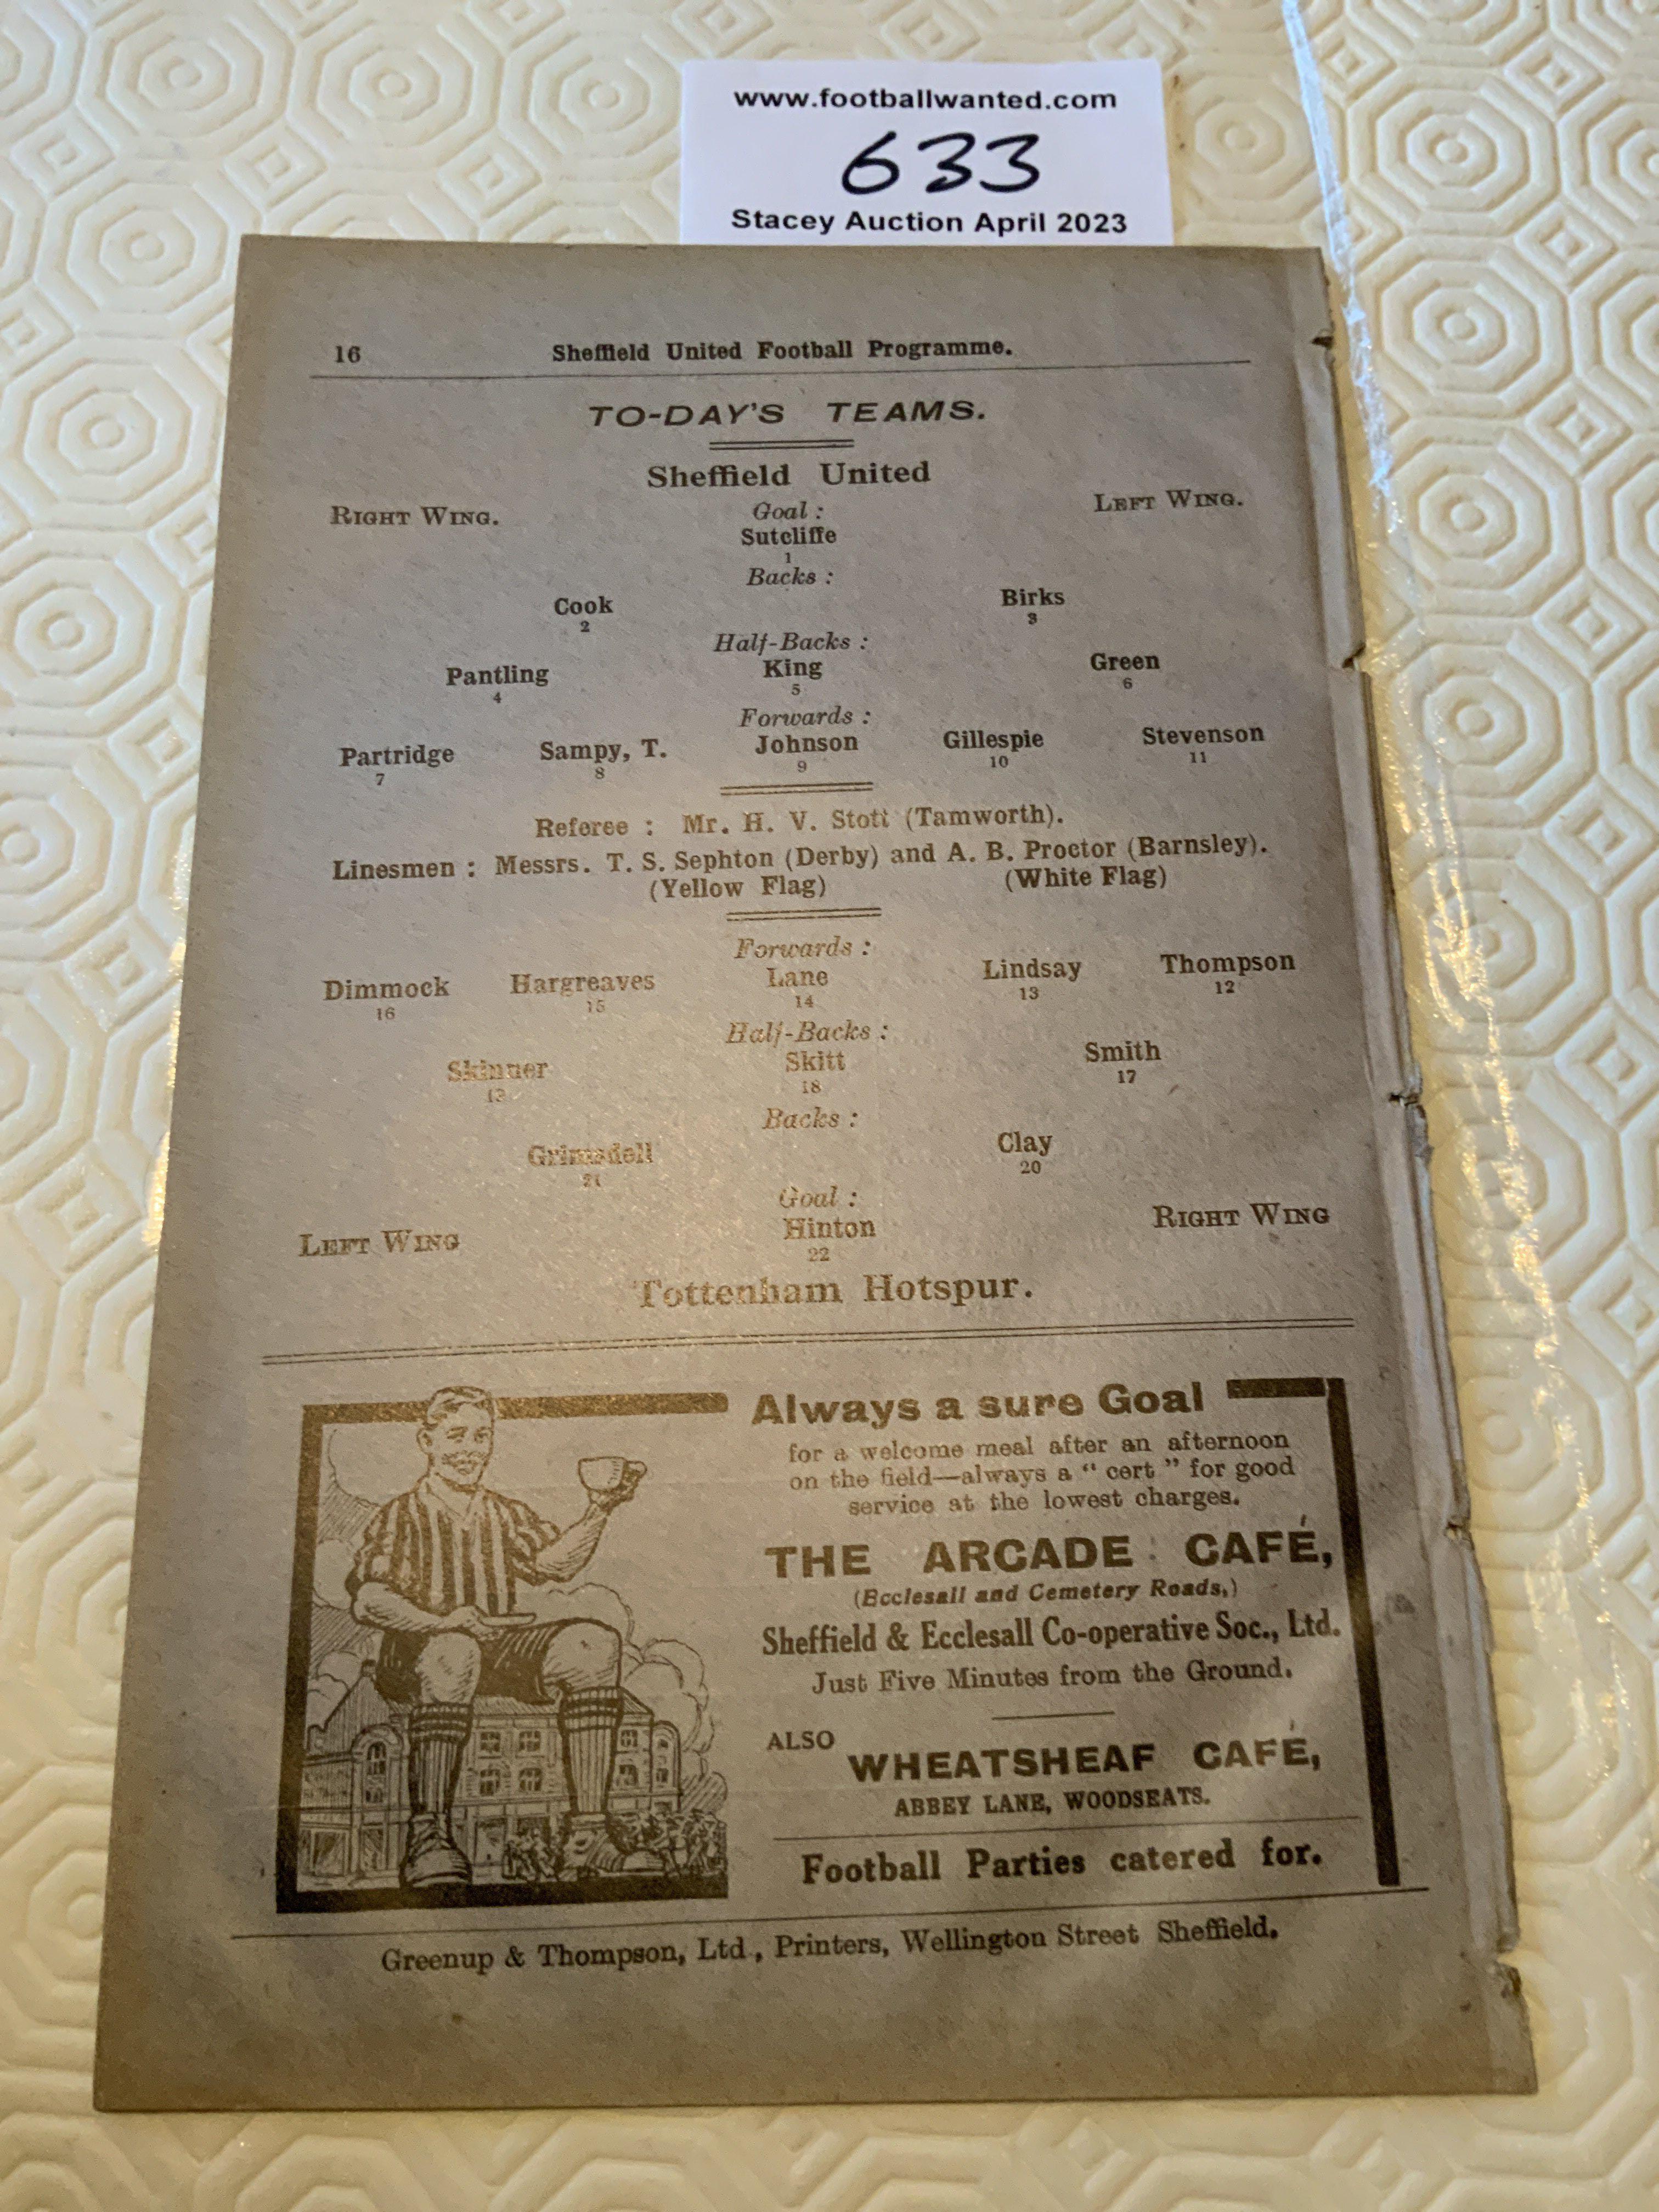 www.footballwanted.com
633
Stacey Auction April 2023
16 Sheffield United Football Programme.
TO-DAY'S TEAMS.
Sheffield United
RIGHT WING. Goal : LEFT WING.
Sutcliffe
1
Backs :
Cook Birks
2 3
Half-Backs :
Pantling King Green
4 5 6
Forwards :
Partridge Sampy, T. Johnson Gillespie Stevenson
7 8 9 10 11
Referee : Mr. H. V. Stott (Tamworth).
Linesmen : Messrs. T. S. Sephton (Derby) and A. B. Proctor (Barnsley).
(Yellow Flag) (White Flag)
Forwards :
Dimmock Hargreaves Lane Lindsay Thompson
16 15 14 13 12
Half-Backs :
Skinner Skitt Smith
18 17
Backs :
Grimsdell Clay
21 20
Goal :
LEFT WING Hinton RIGHT WING
22
Tottenham Hotspur.
Always a sure Goal
for a welcome meal after an afternoon
on the field—always a " cert " for good
service at the lowest charges.
THE ARCADE CAFÉ,
(Ecclesall and Cemetery Roads,)
Sheffield & Ecclesall Co-operative Soc., Ltd.
Just Five Minutes from the Ground.
ALSO
WHEATSHEAF CAFÉ,
ABBEY LANE, WOODSEATS.
Football Parties catered for.
Greenup & Thompson, Ltd., Printers, Wellington Street Sheffield.